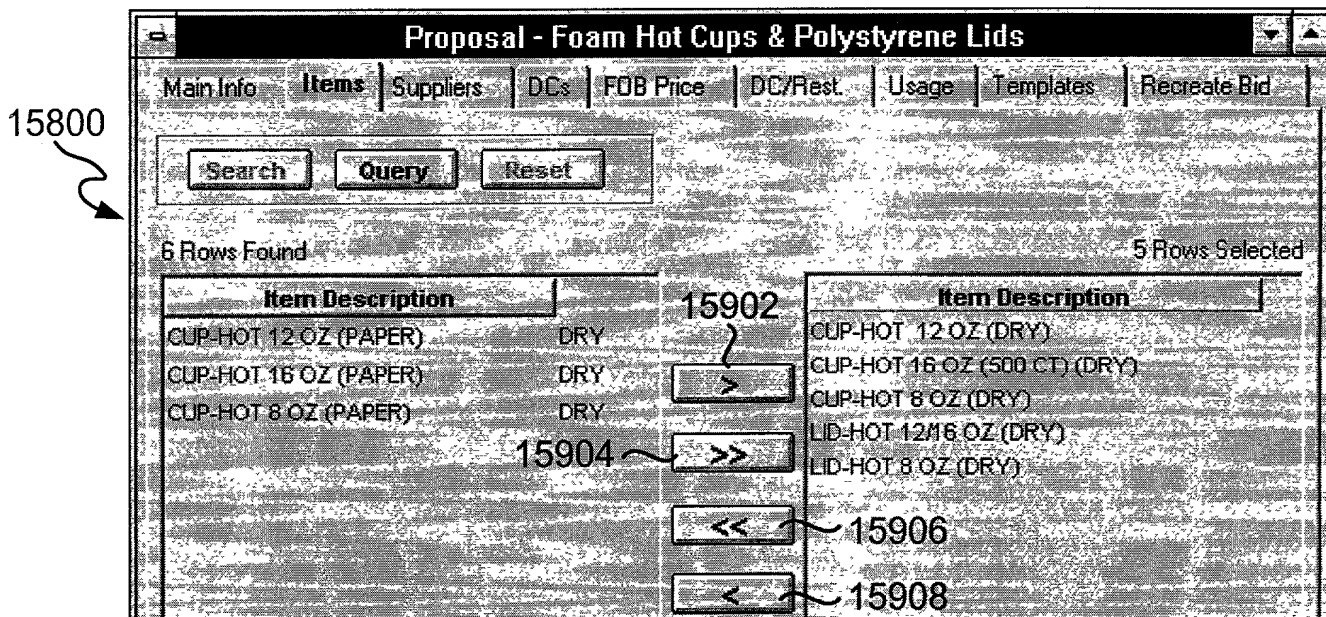 Proposal - Foam Hot Cups & Polystyrene Lids
Main Info Items Suppliers DCs FOB Price DC/Rest. Usage Templates Recreate Bid
15800
Search Query Reset
6 Rows Found 5 Rows Selected
Item Description 15902 Item Description
CUP-HOT 12 OZ (PAPER) DRY CUP-HOT 12 OZ (DRY)
CUP-HOT 16 OZ (PAPER) DRY > CUP-HOT 16 OZ (500 CT) (DRY)
CUP-HOT 8 OZ (PAPER) DRY CUP-HOT 8 OZ (DRY)
LID-HOT 12/16 OZ (DRY)
15904 >> LID-HOT 8 OZ (DRY)
<< 15906
< 15908